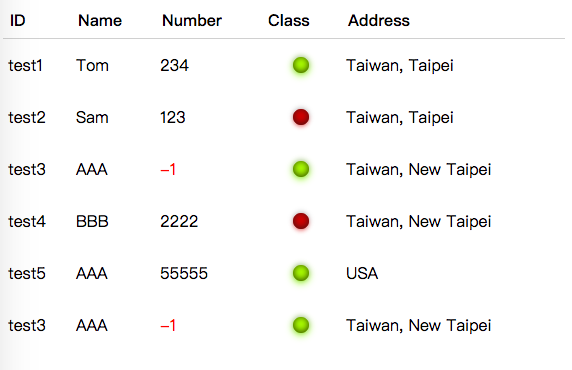 ID Name Number Class Address
test1 Tom 234 Taiwan, Taipei
test2 Sam 123 Taiwan, Taipei
test3 AAA -1 Taiwan, New Taipei
test4 BBB 2222 Taiwan, New Taipei
test5 AAA 55555 USA
test3 AAA -1 Taiwan, New Taipei